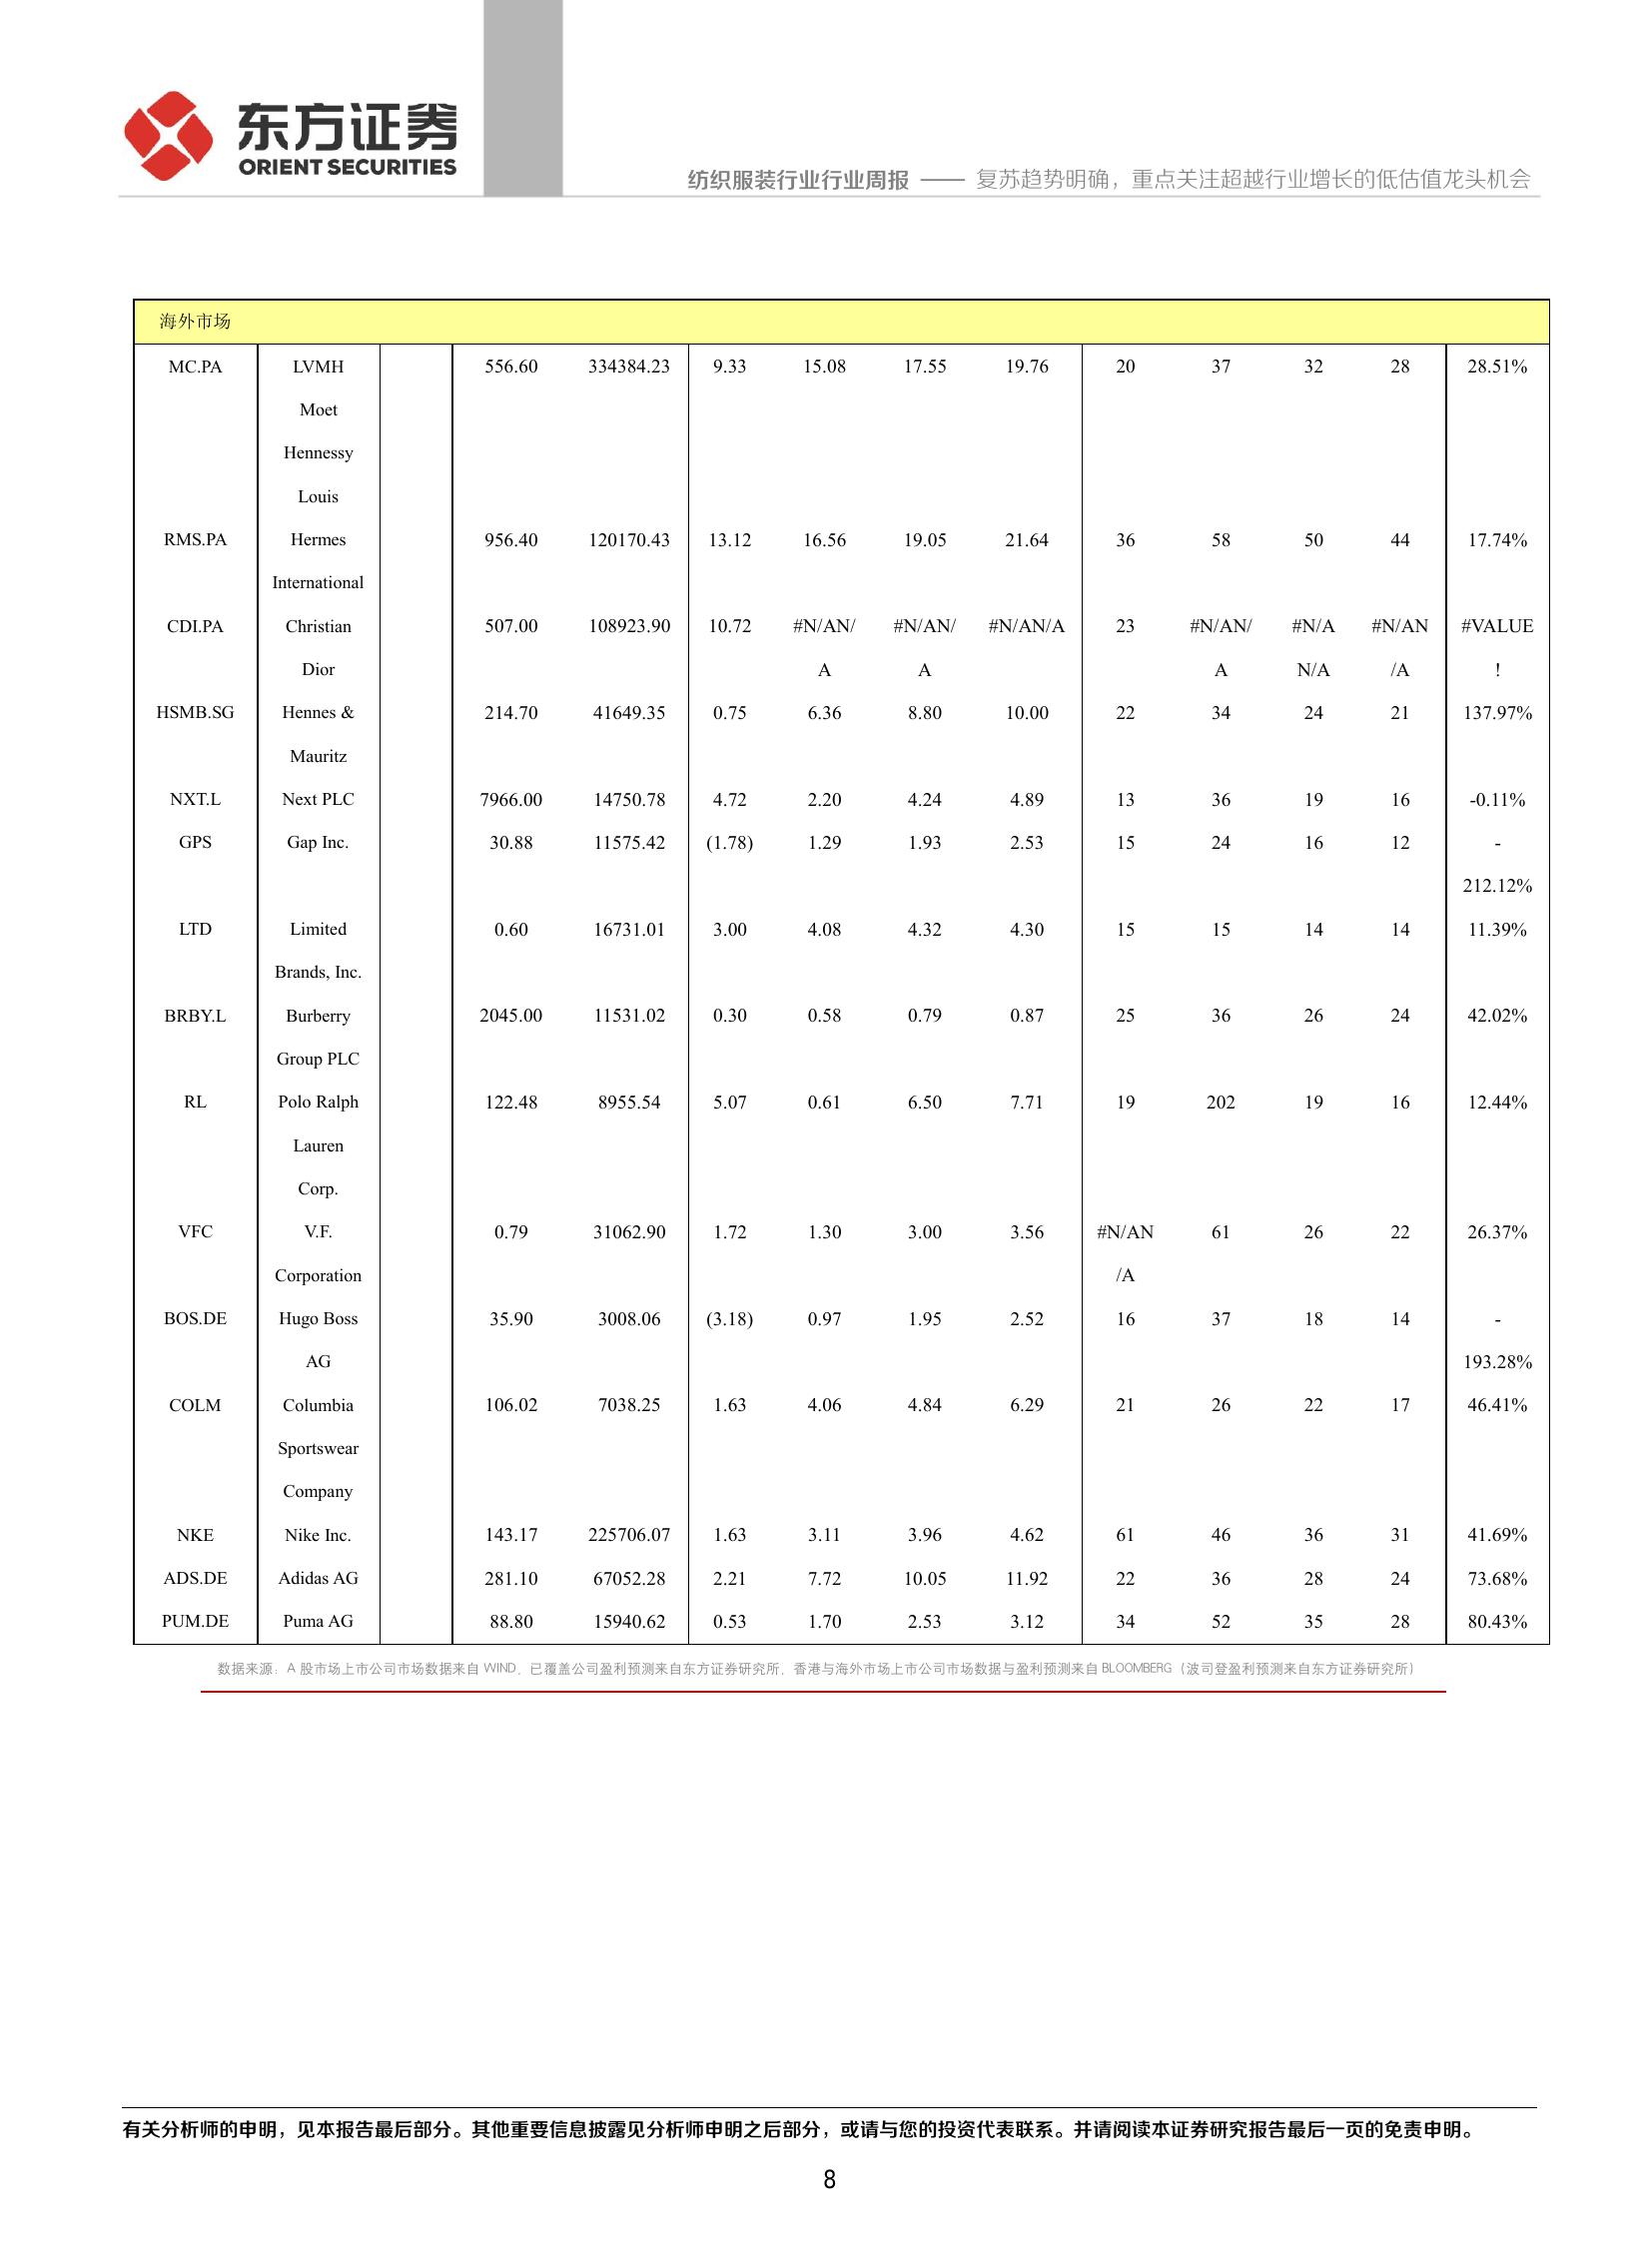 东方证券
ORIENT SECURITIES
纺织服装行业行业周报 —— 复苏趋势明确，重点关注超越行业增长的低估值龙头机会
海外市场
MC.PA LVMH 556.60 334384.23 9.33 15.08 17.55 19.76 20 37 32 28 28.51%
Moet
Hennessy
Louis
RMS.PA Hermes 956.40 120170.43 13.12 16.56 19.05 21.64 36 58 50 44 17.74%
International
CDI.PA Christian 507.00 108923.90 10.72 #N/AN/ #N/AN/ #N/AN/A 23 #N/AN/ #N/A #N/AN #VALUE
Dior A A A N/A /A !
HSMB.SG Hennes & 214.70 41649.35 0.75 6.36 8.80 10.00 22 34 24 21 137.97%
Mauritz
NXT.L Next PLC 7966.00 14750.78 4.72 2.20 4.24 4.89 13 36 19 16 -0.11%
GPS Gap Inc. 30.88 11575.42 (1.78) 1.29 1.93 2.53 15 24 16 12 -
212.12%
LTD Limited 0.60 16731.01 3.00 4.08 4.32 4.30 15 15 14 14 11.39%
Brands, Inc.
BRBY.L Burberry 2045.00 11531.02 0.30 0.58 0.79 0.87 25 36 26 24 42.02%
Group PLC
RL Polo Ralph 122.48 8955.54 5.07 0.61 6.50 7.71 19 202 19 16 12.44%
Lauren
Corp.
VFC V.F. 0.79 31062.90 1.72 1.30 3.00 3.56 #N/AN 61 26 22 26.37%
Corporation /A
BOS.DE Hugo Boss 35.90 3008.06 (3.18) 0.97 1.95 2.52 16 37 18 14 -
AG 193.28%
COLM Columbia 106.02 7038.25 1.63 4.06 4.84 6.29 21 26 22 17 46.41%
Sportswear
Company
NKE Nike Inc. 143.17 225706.07 1.63 3.11 3.96 4.62 61 46 36 31 41.69%
ADS.DE Adidas AG 281.10 67052.28 2.21 7.72 10.05 11.92 22 36 28 24 73.68%
PUM.DE Puma AG 88.80 15940.62 0.53 1.70 2.53 3.12 34 52 35 28 80.43%
数据来源：A 股市场上市公司市场数据来自 WIND、已覆盖公司盈利预测来自东方证券研究所、香港与海外市场上市公司市场数据与盈利预测来自 BLOOMBERG（波司登盈利预测来自东方证券研究所）
有关分析师的申明，见本报告最后部分。其他重要信息披露见分析师申明之后部分，或请与您的投资代表联系。并请阅读本证券研究报告最后一页的免责申明。
8